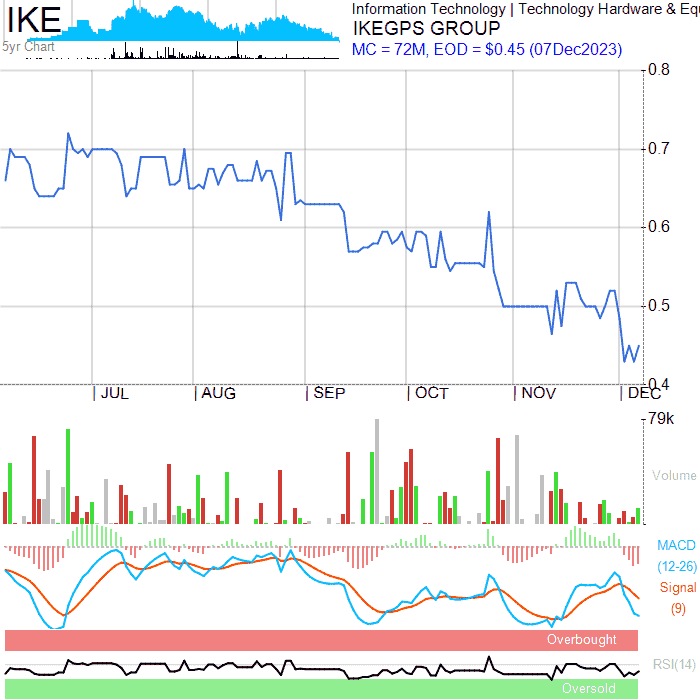 IKE
5yr Chart
Information Technology | Technology Hardware &
IKEGPS GROUP
MC = 72M, EOD = $0.45 (07Dec2023)
0.8
0.7
0.6
0.5
0.4
JUL AUG SEP OCT NOV DEC
79k
Volume
MACD
(12-26)
Signal
(9)
Overbought
RSI(14)
Oversold